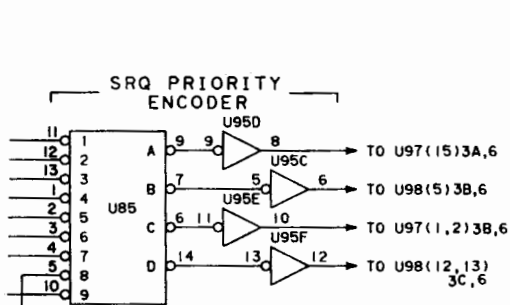 SRQ PRIORITY
ENCODER
U95D
11 1 A 9 9 8 TO U97(15)3A,6
12 2 U95C
13 3 B 7 5 6 TO U98(5)3B,6
1 4 U85 U95E
2 5 C 6 11 10 TO U97(1,2)3B,6
3 6 U95F
4 7 D 14 13 12 TO U98(12,13)
5 8 3C,6
10 9